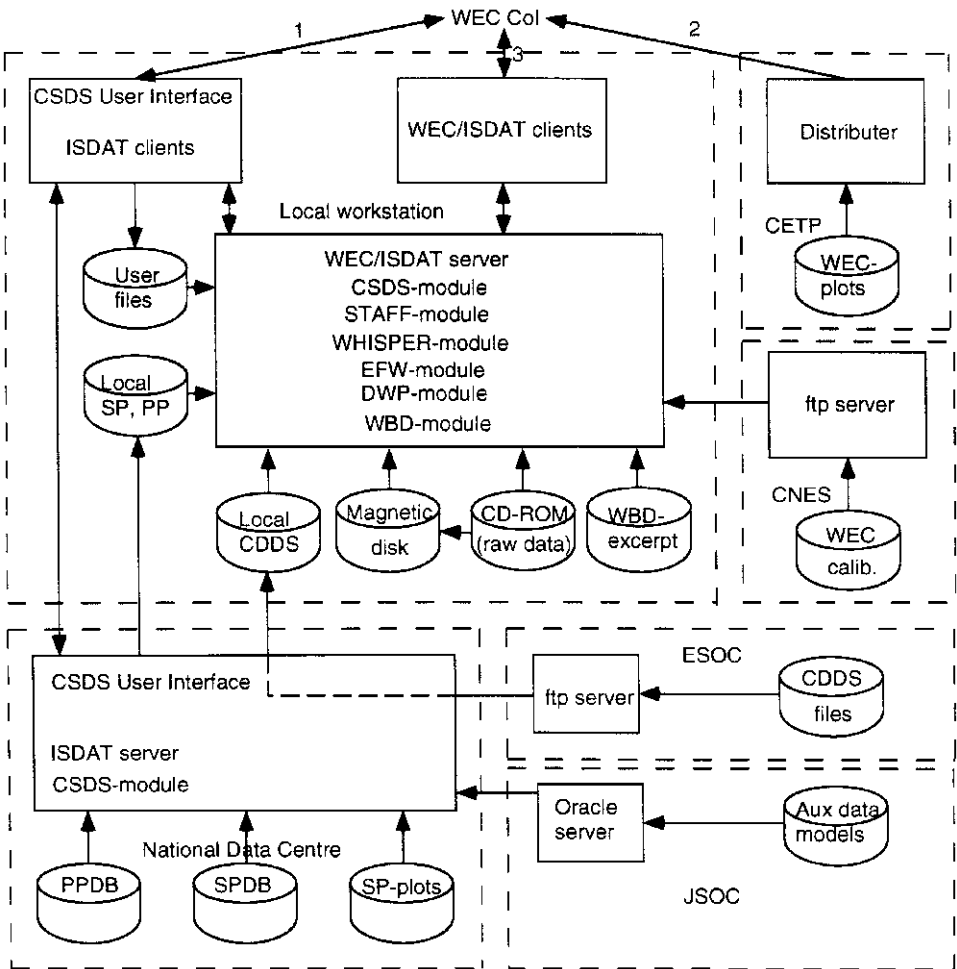 WEC CoI
1
2
3
CSDS User Interface
ISDAT clients
WEC/ISDAT clients
Distributer
Local workstation
CETP
WEC-
plots
User
files
WEC/ISDAT server
CSDS-module
STAFF-module
WHISPER-module
EFW-module
DWP-module
WBD-module
Local
SP, PP
ftp server
CNES
WEC
calib.
Local
CDDS
Magnetic
disk
CD-ROM
(raw data)
WBD-
excerpt
CSDS User Interface
ISDAT server
CSDS-module
ESOC
ftp server
CDDS
files
Oracle
server
Aux data
models
JSOC
National Data Centre
PPDB
SPDB
SP-plots